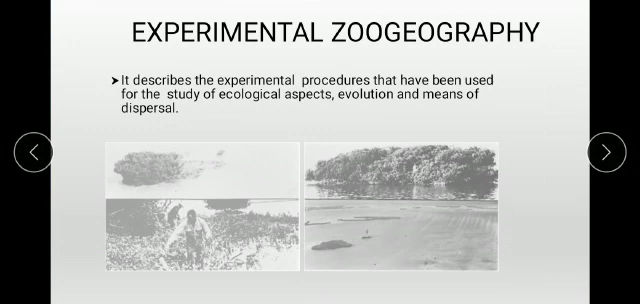 EXPERIMENTAL ZOOGEOGRAPHY
➤It describes the experimental procedures that have been used
for the study of ecological aspects, evolution and means of
dispersal.